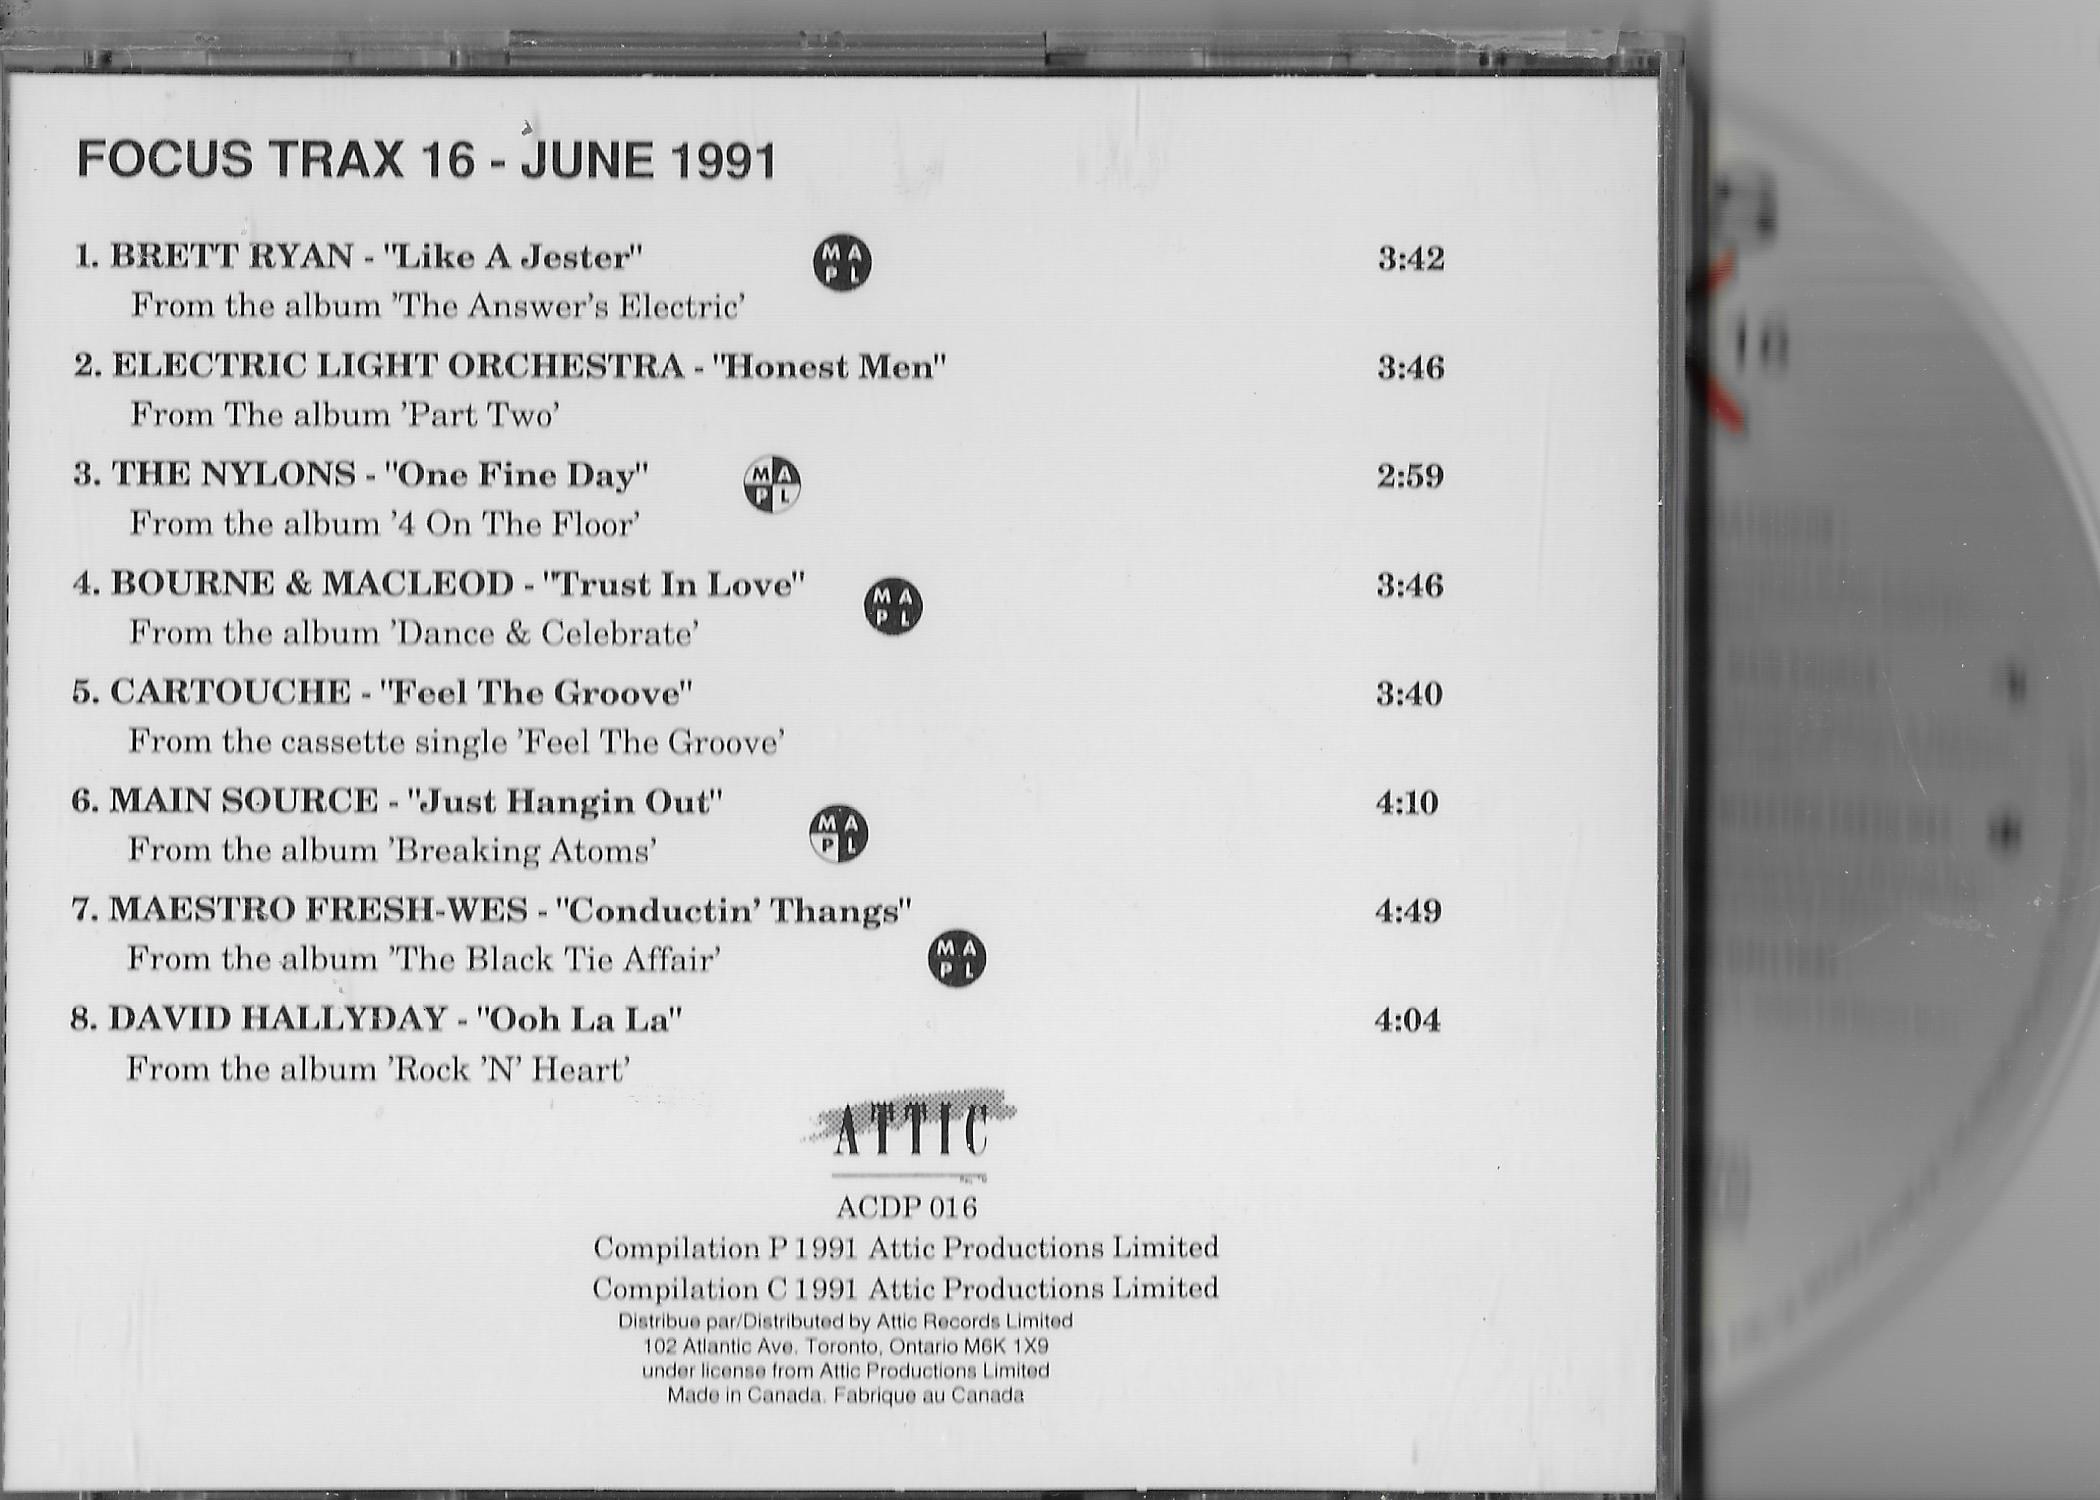 FOCUS TRAX 16 - JUNE 1991
1. BRETT RYAN - "Like A Jester" MAPL 3:42
From the album 'The Answer's Electric'
2. ELECTRIC LIGHT ORCHESTRA - "Honest Men" 3:46
From The album 'Part Two'
3. THE NYLONS - "One Fine Day" MAPL 2:59
From the album '4 On The Floor'
4. BOURNE & MACLEOD - "Trust In Love" MAPL 3:46
From the album 'Dance & Celebrate'
5. CARTOUCHE - "Feel The Groove" 3:40
From the cassette single 'Feel The Groove'
6. MAIN SOURCE - "Just Hangin Out" MAPL 4:10
From the album 'Breaking Atoms'
7. MAESTRO FRESH-WES - "Conductin' Thangs" MAPL 4:49
From the album 'The Black Tie Affair'
8. DAVID HALLYDAY - "Ooh La La" 4:04
From the album 'Rock 'N' Heart'
ATTIC
ACDP 016
Compilation P 1991 Attic Productions Limited
Compilation C 1991 Attic Productions Limited
Distribue par/Distributed by Attic Records Limited
102 Atlantic Ave. Toronto, Ontario M6K 1X9
under license from Attic Productions Limited
Made in Canada. Fabrique au Canada